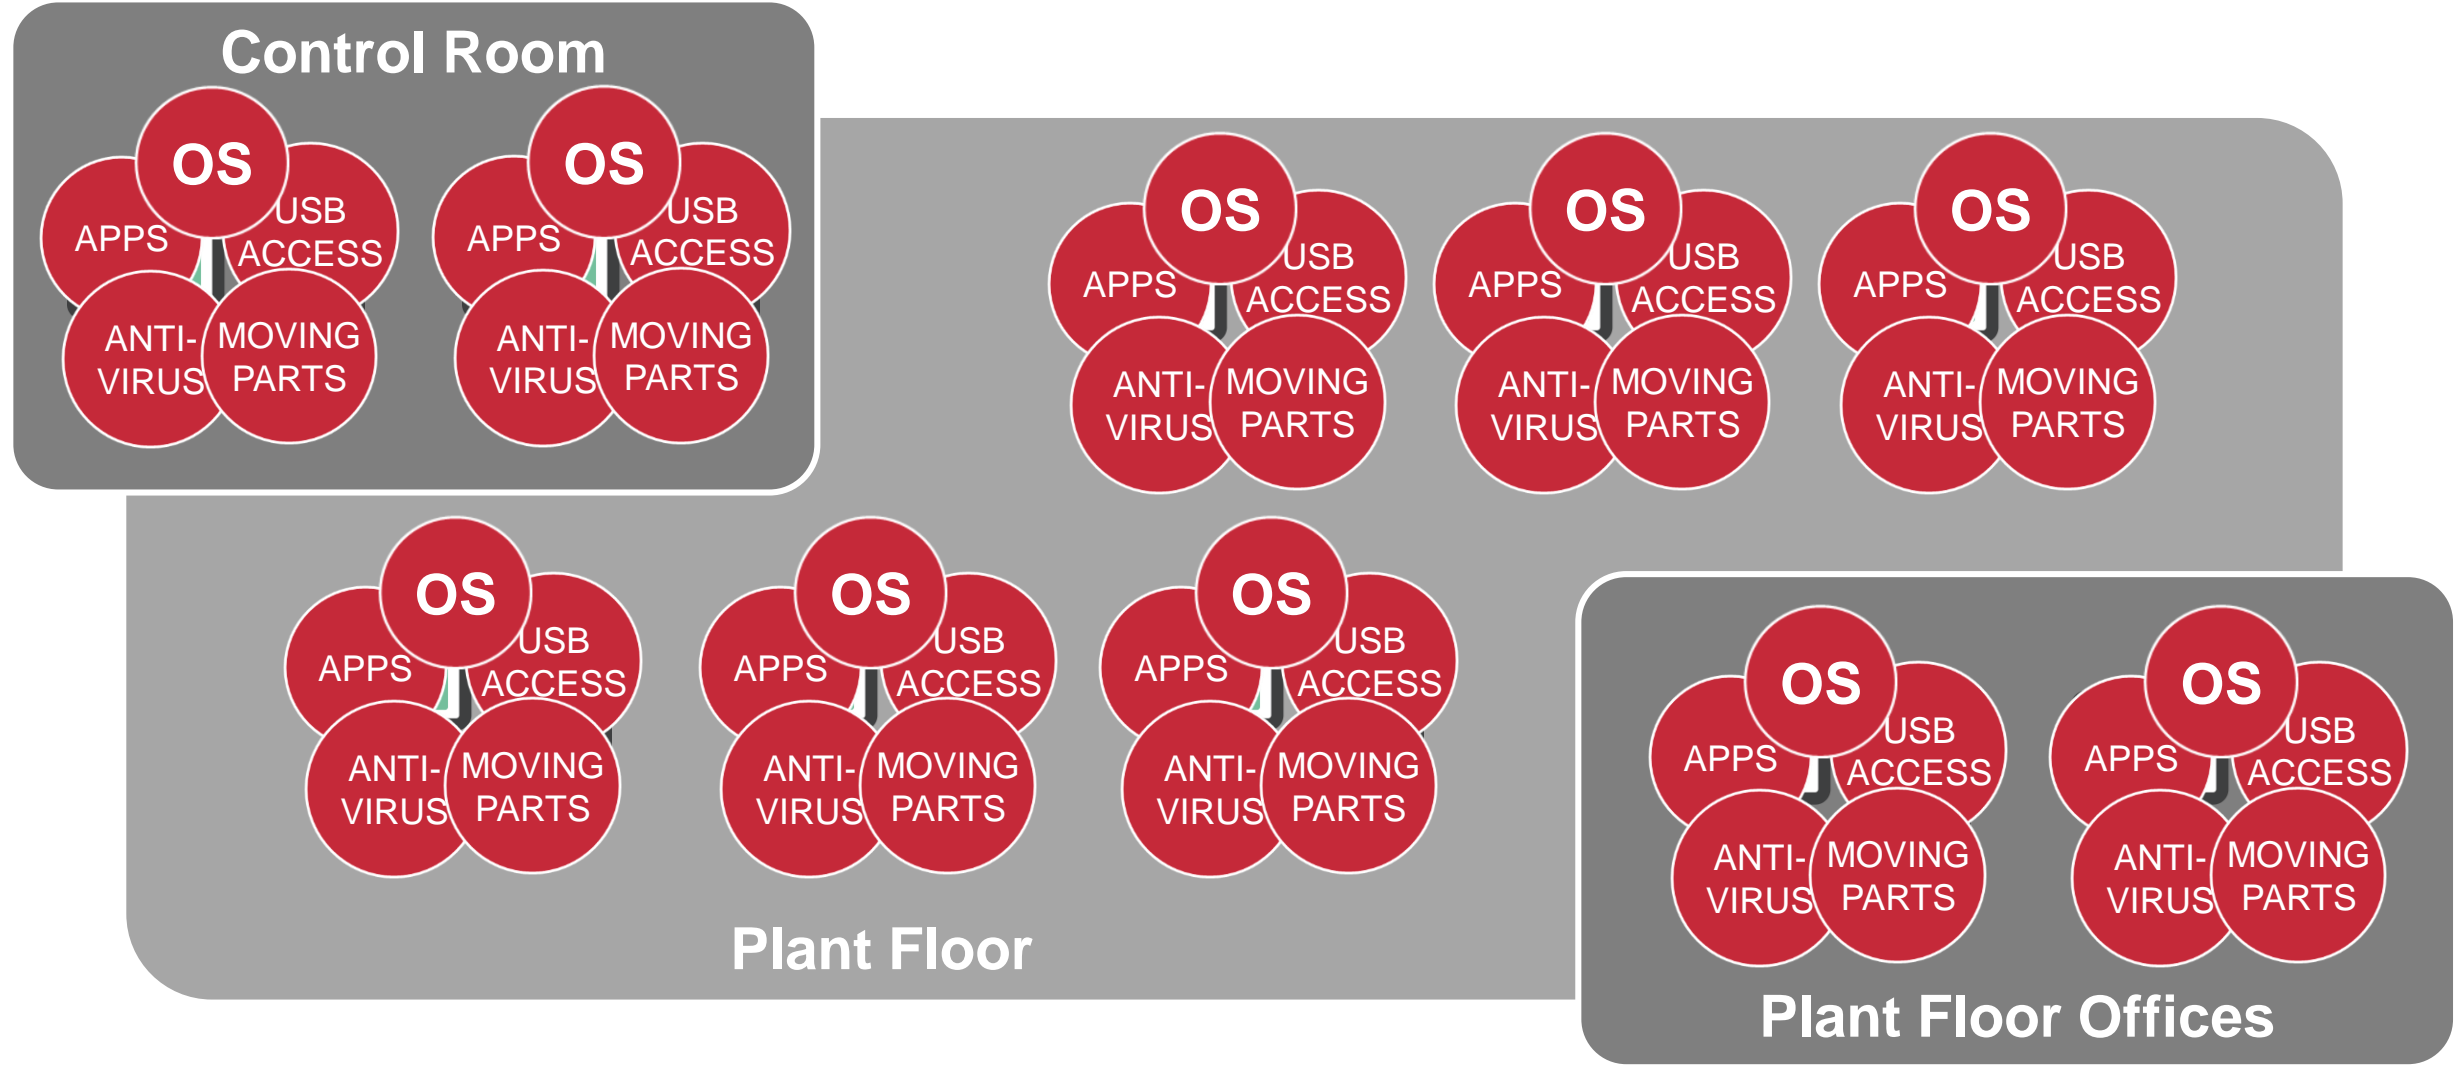 Control Room
OS
APPS
USB
ACCESS
ANTI-
VIRUS
MOVING
PARTS
OS
APPS
USB
ACCESS
ANTI-
VIRUS
MOVING
PARTS
OS
APPS
USB
ACCESS
ANTI-
VIRUS
MOVING
PARTS
OS
APPS
USB
ACCESS
ANTI-
VIRUS
MOVING
PARTS
OS
APPS
USB
ACCESS
ANTI-
VIRUS
MOVING
PARTS
OS
APPS
USB
ACCESS
ANTI-
VIRUS
MOVING
PARTS
OS
APPS
USB
ACCESS
ANTI-
VIRUS
MOVING
PARTS
OS
APPS
USB
ACCESS
ANTI-
VIRUS
MOVING
PARTS
Plant Floor
OS
APPS
USB
ACCESS
ANTI-
VIRUS
MOVING
PARTS
OS
APPS
USB
ACCESS
ANTI-
VIRUS
MOVING
PARTS
Plant Floor Offices